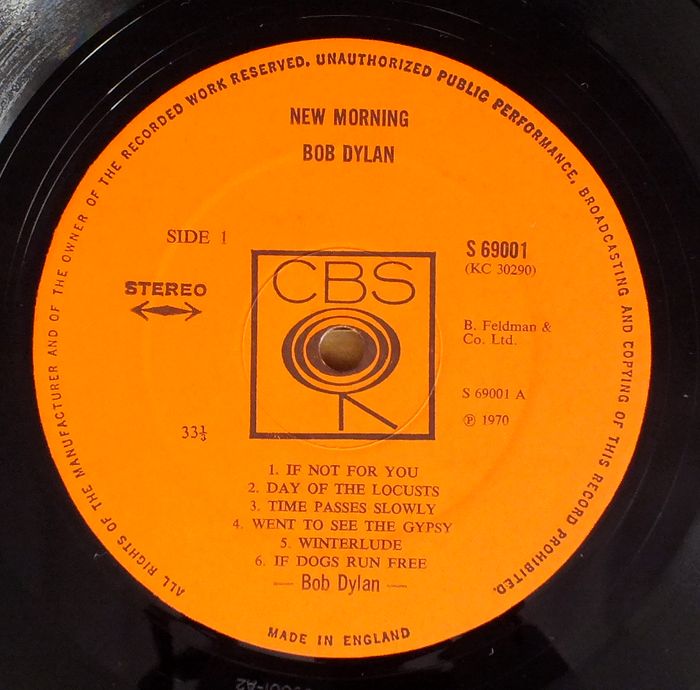 ALL RIGHTS OF THE MANUFACTURER AND OF THE OWNER OF THE RECORDED WORK RESERVED. UNAUTHORIZED PUBLIC PERFORMANCE, BROADCASTING AND COPYING OF THIS RECORD PROHIBITED.
NEW MORNING
BOB DYLAN
SIDE 1
S 69001
(KC 30290)
STEREO
CBS
B. Feldman &
Co. Ltd.
S 69001 A
℗ 1970
33⅓
1. IF NOT FOR YOU
2. DAY OF THE LOCUSTS
3. TIME PASSES SLOWLY
4. WENT TO SEE THE GYPSY
5. WINTERLUDE
6. IF DOGS RUN FREE
Bob Dylan
MADE IN ENGLAND